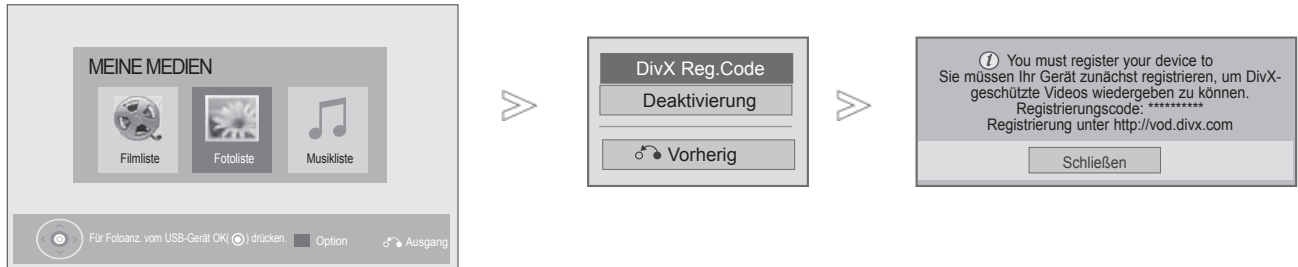 MEINE MEDIEN
Filmliste
Fotoliste
Musikliste
Für Fotoanz. vom USB-Gerät OK(◉) drücken.
Option
Ausgang
DivX Reg.Code
Deaktivierung
Vorherig
You must register your device to
Sie müssen Ihr Gerät zunächst registrieren, um DivX-
geschützte Videos wiedergeben zu können.
Registrierungscode: **********
Registrierung unter http://vod.divx.com
Schließen